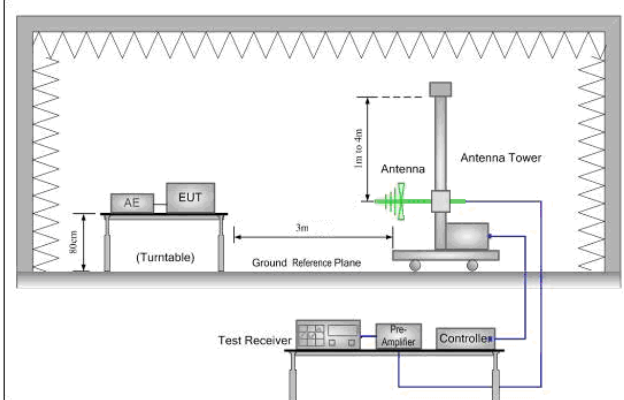 1m to 4m
Antenna
Antenna Tower
AE
EUT
80cm
(Turntable)
3m
Ground Reference Plane
Test Receiver
Pre-
Amplifier
Controller